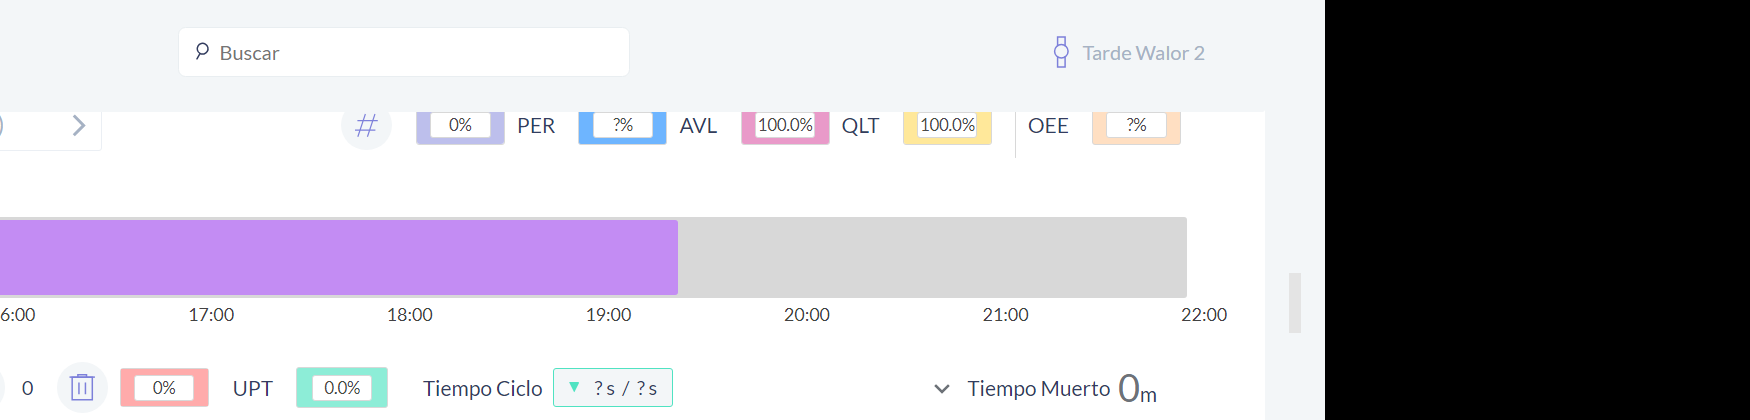 Buscar Tarde Walor 2
# 0% PER ?% AVL 100.0% QLT 100.0% OEE ?%
6:00 17:00 18:00 19:00 20:00 21:00 22:00
0 0% UPT 0.0% Tiempo Ciclo ?s / ?s Tiempo Muerto 0m